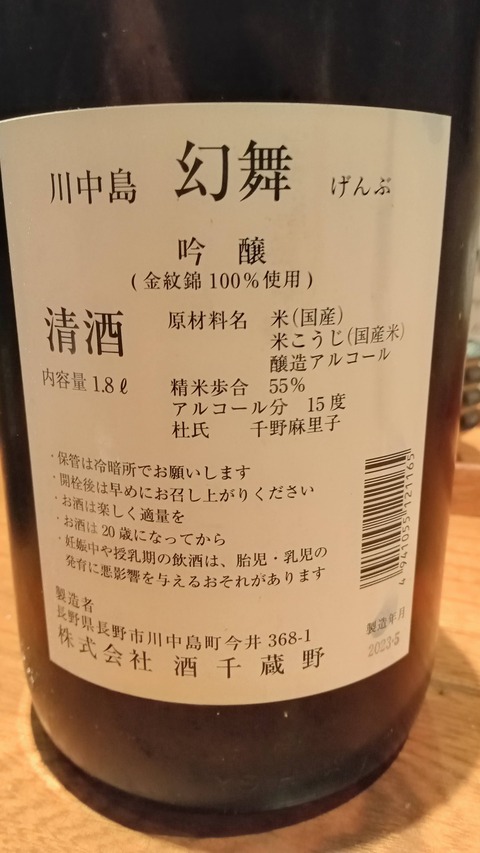 川中島 幻舞 げんぶ
吟 醸
(金紋錦100%使用)
清酒
内容量 1.8ℓ
原材料名 米(国産)
米こうじ(国産米)
醸造アルコール
精米歩合 55%
アルコール分 15度
杜氏 千野麻里子
・保管は冷暗所でお願いします
・開栓後は早めにお召し上がりください
・お酒は楽しく適量を
・お酒は20歳になってから
・妊娠中や授乳期の飲酒は、胎児・乳児の
発育に悪影響を与えるおそれがあります
4 941055 121165
製造者
長野県長野市川中島町今井 368-1
株式会社 酒千蔵野
製造年月
2023·5